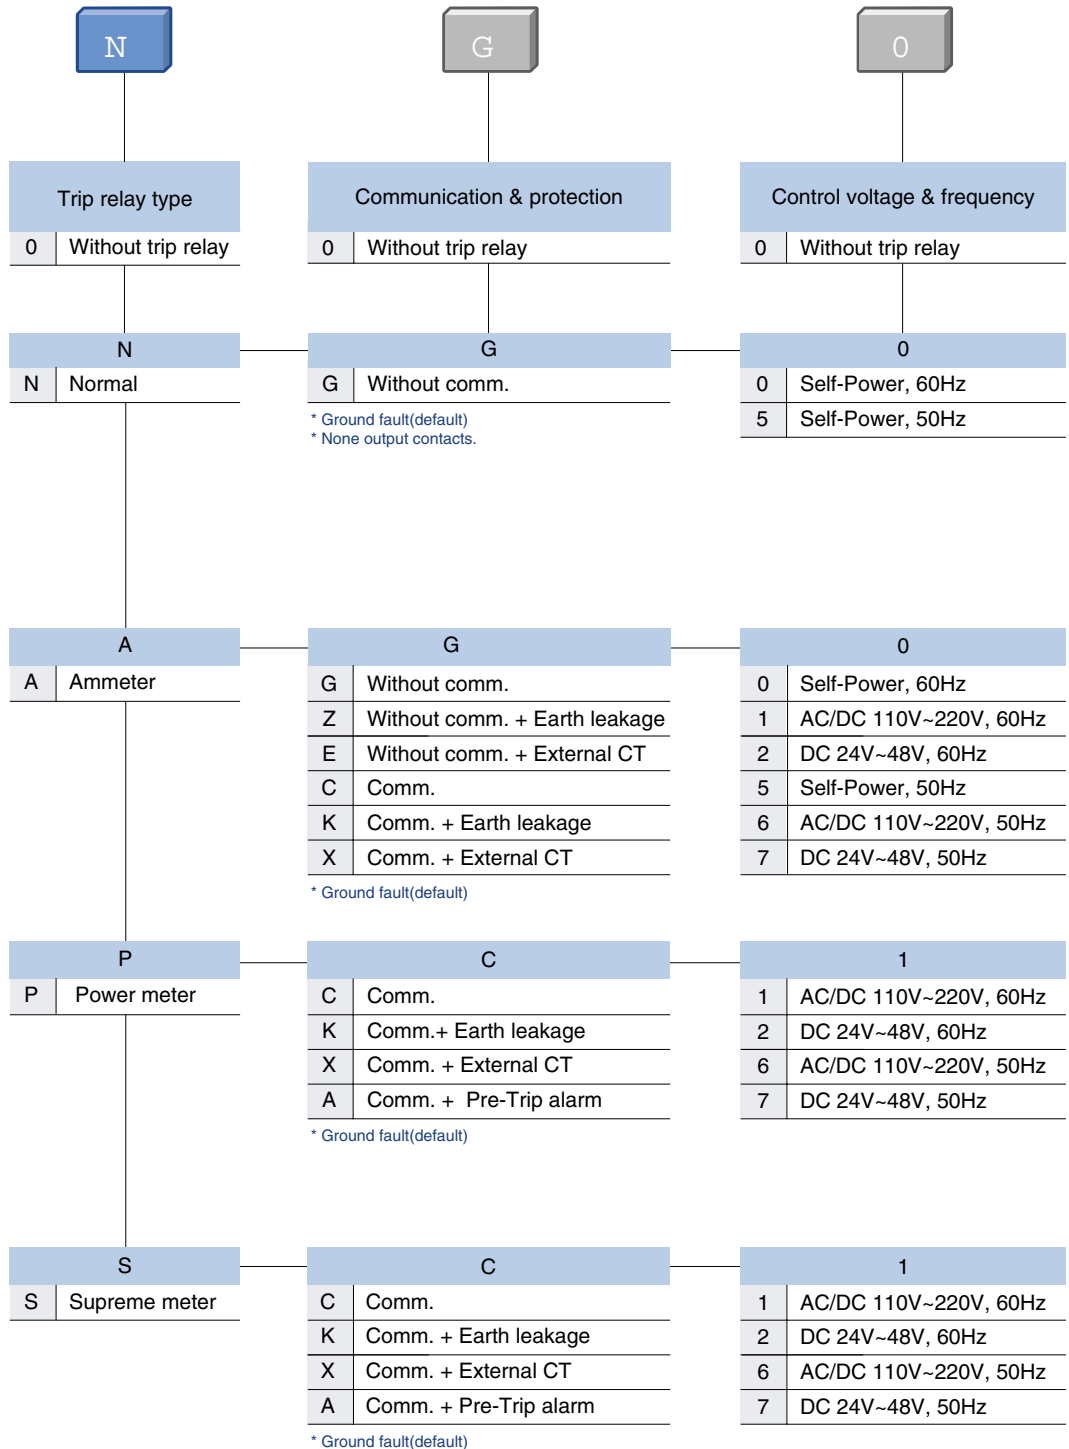 N G 0
Trip relay type Communication & protection Control voltage & frequency
0 Without trip relay 0 Without trip relay 0 Without trip relay
N G 0
N Normal G Without comm. 0 Self-Power, 60Hz
* Ground fault(default) 5 Self-Power, 50Hz
* None output contacts.
A G 0
A Ammeter G Without comm. 0 Self-Power, 60Hz
Z Without comm. + Earth leakage 1 AC/DC 110V~220V, 60Hz
E Without comm. + External CT 2 DC 24V~48V, 60Hz
C Comm. 5 Self-Power, 50Hz
K Comm. + Earth leakage 6 AC/DC 110V~220V, 50Hz
X Comm. + External CT 7 DC 24V~48V, 50Hz
* Ground fault(default)
P C 1
P Power meter C Comm. 1 AC/DC 110V~220V, 60Hz
K Comm.+ Earth leakage 2 DC 24V~48V, 60Hz
X Comm. + External CT 6 AC/DC 110V~220V, 50Hz
A Comm. + Pre-Trip alarm 7 DC 24V~48V, 50Hz
* Ground fault(default)
S C 1
S Supreme meter C Comm. 1 AC/DC 110V~220V, 60Hz
K Comm. + Earth leakage 2 DC 24V~48V, 60Hz
X Comm. + External CT 6 AC/DC 110V~220V, 50Hz
A Comm. + Pre-Trip alarm 7 DC 24V~48V, 50Hz
* Ground fault(default)